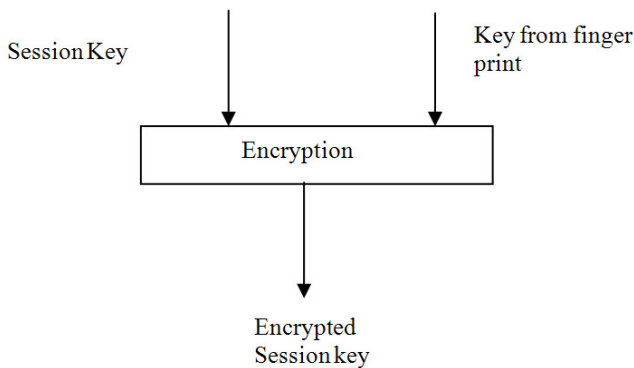 Session Key
Key from finger
print
Encryption
Encrypted
Session key